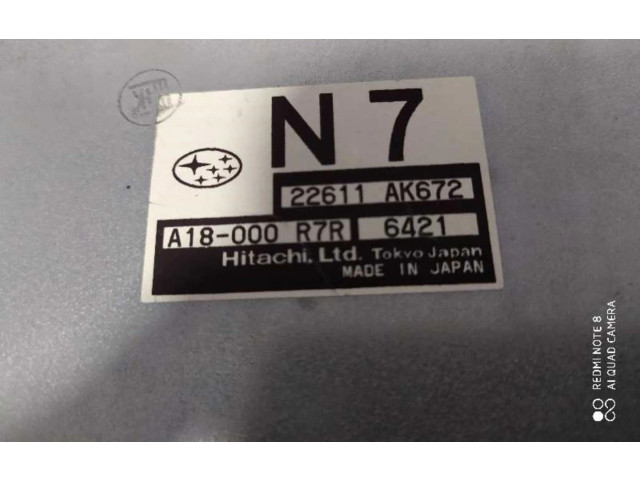 N 7
22611 AK672
A18-000 R7R 6421
Hitachi, Ltd. Tokyo Japan
MADE IN JAPAN
REDMI NOTE 8
AI QUAD CAMERA